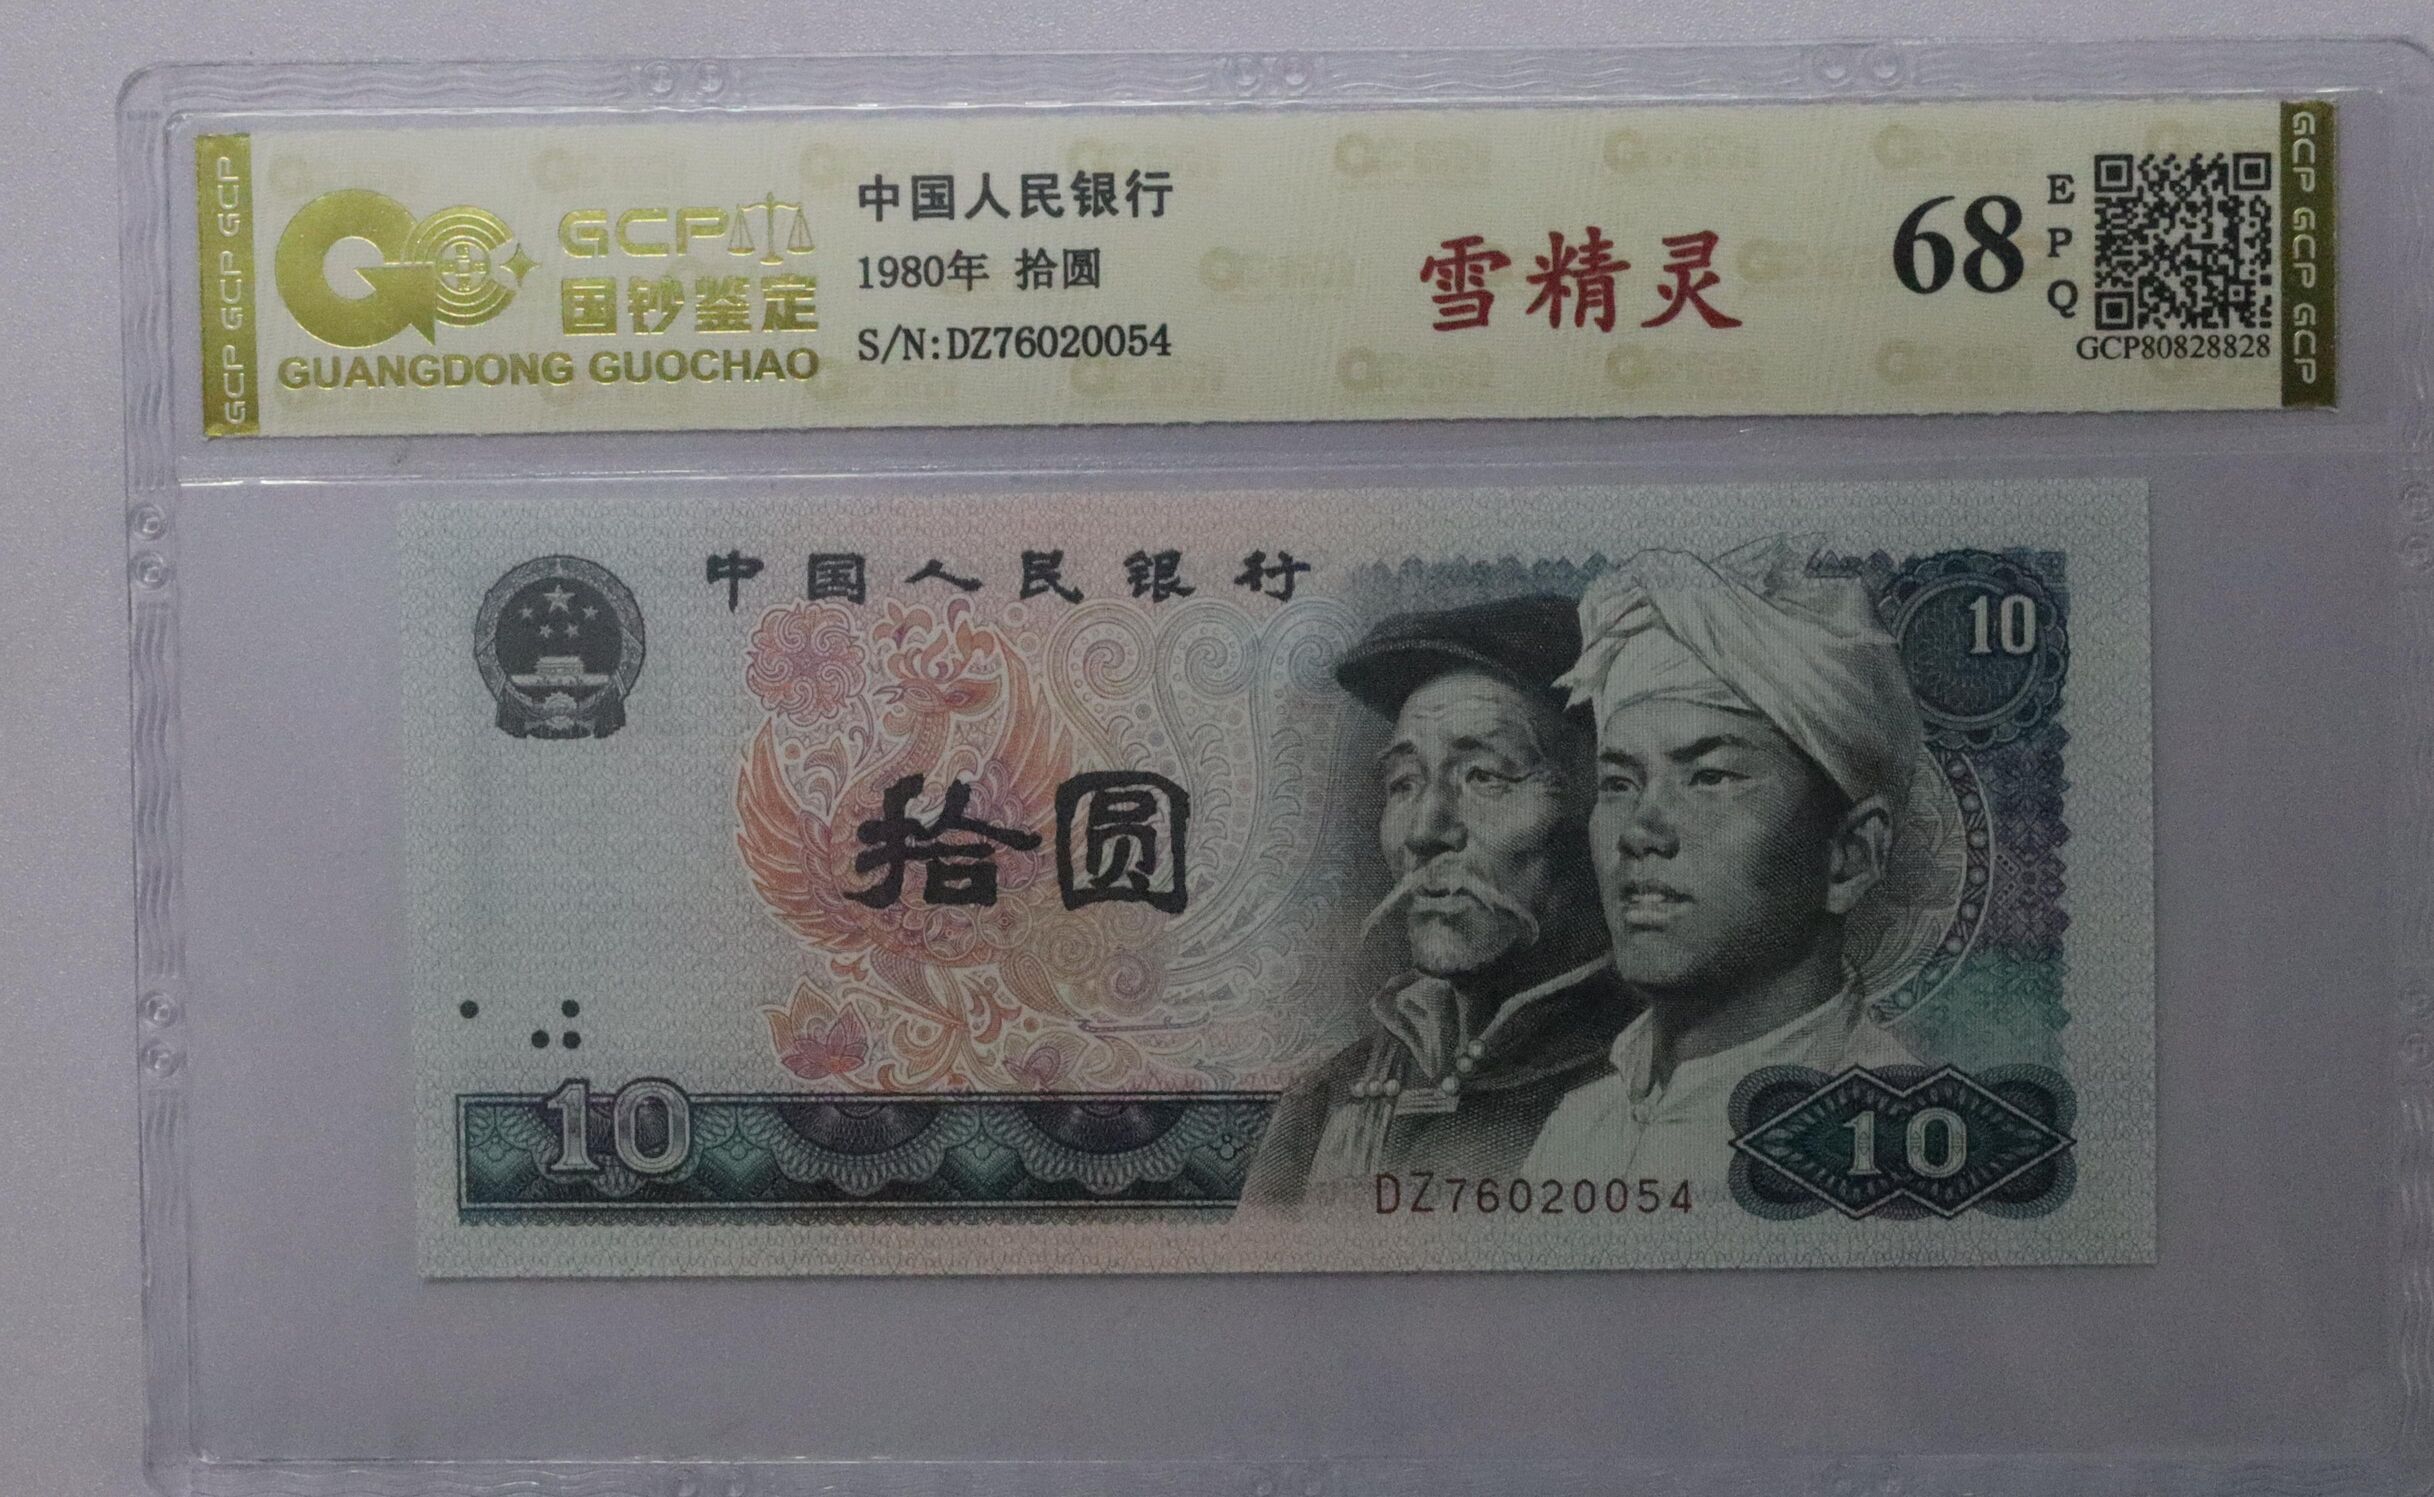 GCP GCP GCP
GCP
国钞鉴定
GUANGDONG GUOCHAO
中国人民银行
1980年 拾圆
S/N:DZ76020054
雪精灵
68
EPQ
GCP80828828
GCP GCP GCP
中国人民银行
10
拾圆
10
DZ76020054
10